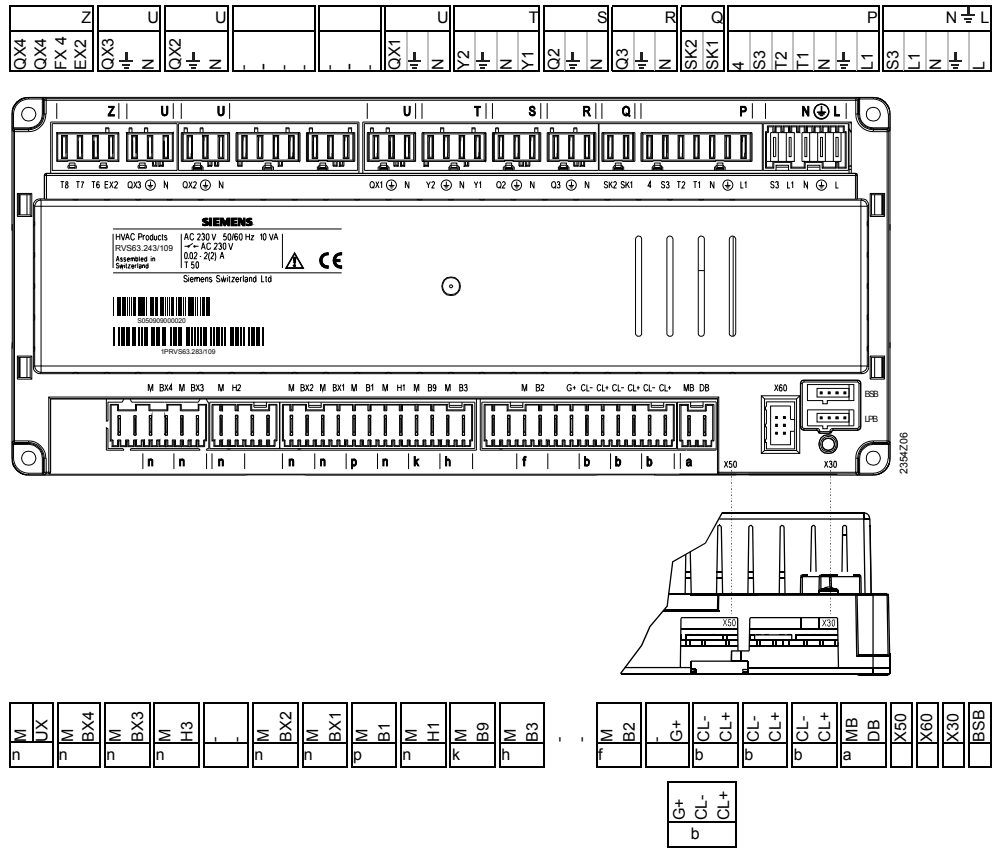 Z U U U T S R Q P N ⏚ L
QX4 QX4 FX 4 EX2 QX3 ⏚ N QX2 ⏚ N - - - - - - - QX1 ⏚ N Y2 ⏚ N Y1 Q2 ⏚ N Q3 ⏚ N SK2 SK1 4 S3 T2 T1 N ⏚ L1 S3 L1 N ⏚ L
Z U U U T S R Q P N ⏚ L
T8 T7 T6 EX2 QX3 ⏚ N QX2 ⏚ N QX1 ⏚ N Y2 ⏚ N Y1 Q2 ⏚ N Q3 ⏚ N SK2 SK1 4 S3 T2 T1 N ⏚ L1 S3 L1 N ⏚ L
SIEMENS
HVAC Products
RVS63.243/109
Assembled in
Switzerland
AC 230 V 50/60 Hz 10 VA
AC 230 V
0.02 - 2(2) A
T 50
CE
Siemens Switzerland Ltd
S050909000020
1PRVS63.283/109
M BX4 M BX3 M H2 M BX2 M BX1 M B1 M H1 M B9 M B3 M B2 G+ CL- CL+ CL- CL+ CL- CL+ MB DB X60
BSB
LPB
n n n n n p n k h f b b b a
X50 X30
2354Z06
X50 X30
M UX M BX4 M BX3 M H3 - - M BX2 M BX1 M B1 M H1 M B9 M B3 - - M B2 - G+ CL- CL+ CL- CL+ CL- CL+ MB DB X50 X60 X30 BSB
n n n n n n p n k h f b b b a
G+ CL- CL+
b